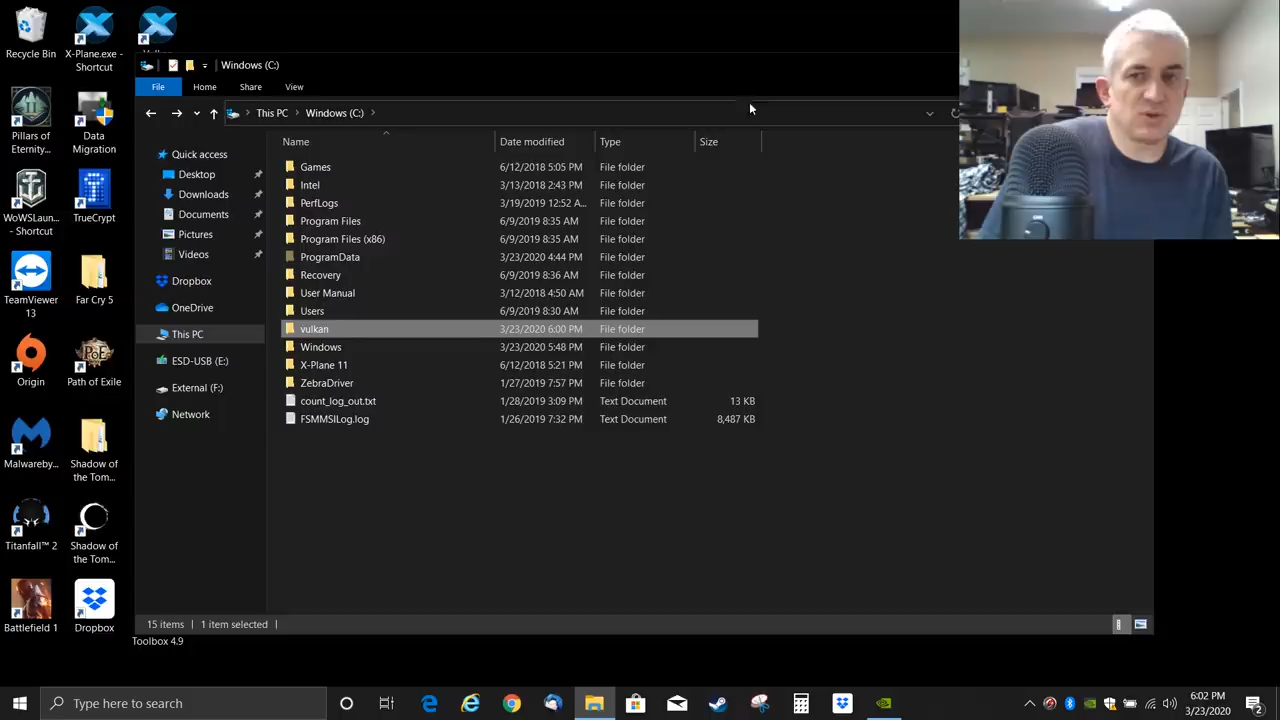 Recycle Bin
X-Plane.exe - Shortcut
Windows (C:)
File Home Share View
This PC Windows (C:)
Name Date modified Type Size
Pillars of Eternity...
Data Migration
WoWSLaun... - Shortcut
TrueCrypt
TeamViewer 13
Far Cry 5
Origin
Path of Exile
Malwareby...
Shadow of the Tom...
Titanfall™ 2
Shadow of the Tom...
Battlefield 1
Dropbox
Quick access
Desktop
Downloads
Documents
Pictures
Videos
Dropbox
OneDrive
This PC
ESD-USB (E:)
External (F:)
Network
Games 6/12/2018 5:05 PM File folder
Intel 3/13/2018 2:43 PM File folder
PerfLogs 3/19/2019 12:52 A... File folder
Program Files 6/9/2019 8:35 AM File folder
Program Files (x86) 6/9/2019 8:35 AM File folder
ProgramData 3/23/2020 4:44 PM File folder
Recovery 6/9/2019 8:36 AM File folder
User Manual 3/12/2018 4:50 AM File folder
Users 6/9/2019 8:30 AM File folder
vulkan 3/23/2020 6:00 PM File folder
Windows 3/23/2020 5:48 PM File folder
X-Plane 11 6/12/2018 5:21 PM File folder
ZebraDriver 1/27/2019 7:57 PM File folder
count_log_out.txt 1/28/2019 3:09 PM Text Document 13 KB
FSMMSILog.log 1/26/2019 7:32 PM Text Document 8,487 KB
15 items 1 item selected
Toolbox 4.9
Type here to search
6:02 PM
3/23/2020
2